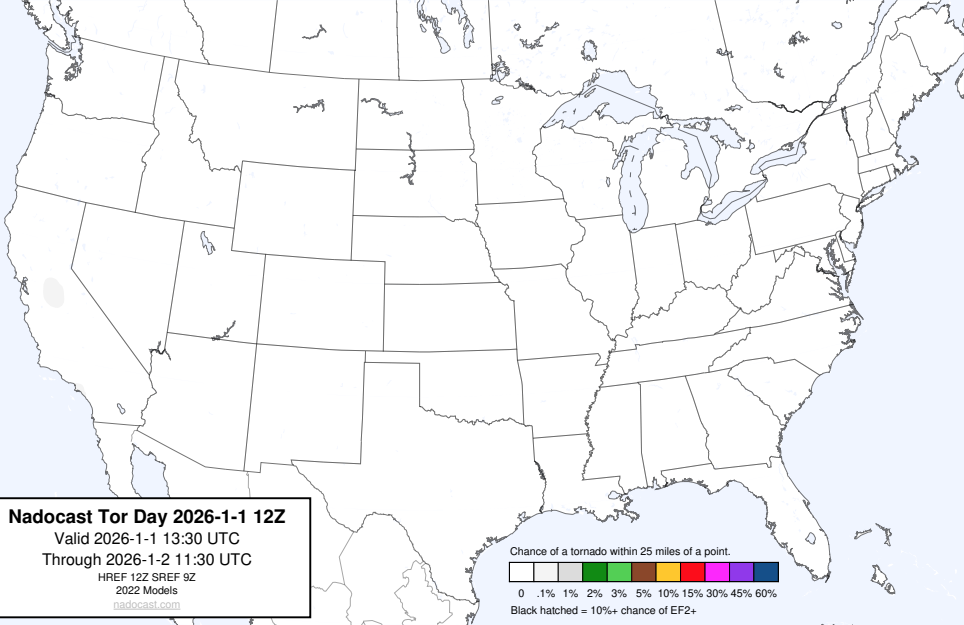 Nadocast Tor Day 2026-1-1 12Z
Valid 2026-1-1 13:30 UTC
Through 2026-1-2 11:30 UTC
HREF 12Z SREF 9Z
2022 Models
nadocast.com
Chance of a tornado within 25 miles of a point.
0 .1% 1% 2% 3% 5% 10% 15% 30% 45% 60%
Black hatched = 10%+ chance of EF2+